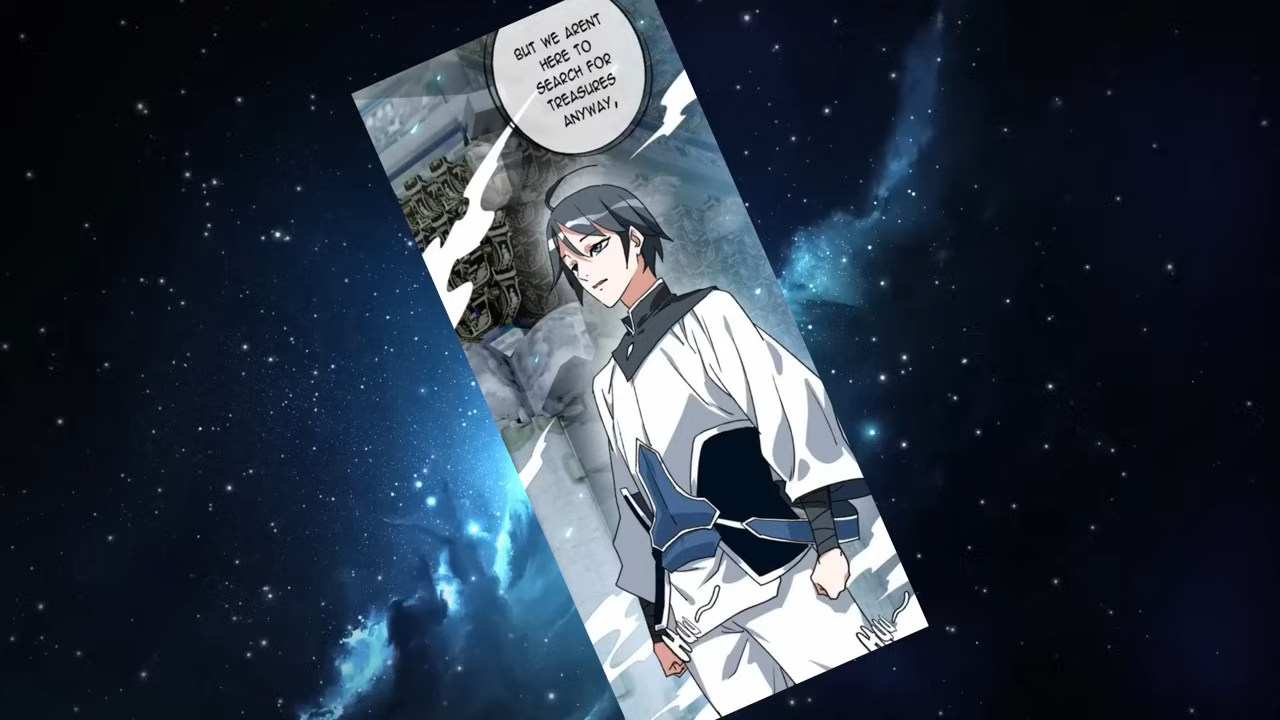 BUT WE ARENT
HERE TO
SEARCH FOR
TREASURES
ANYWAY,